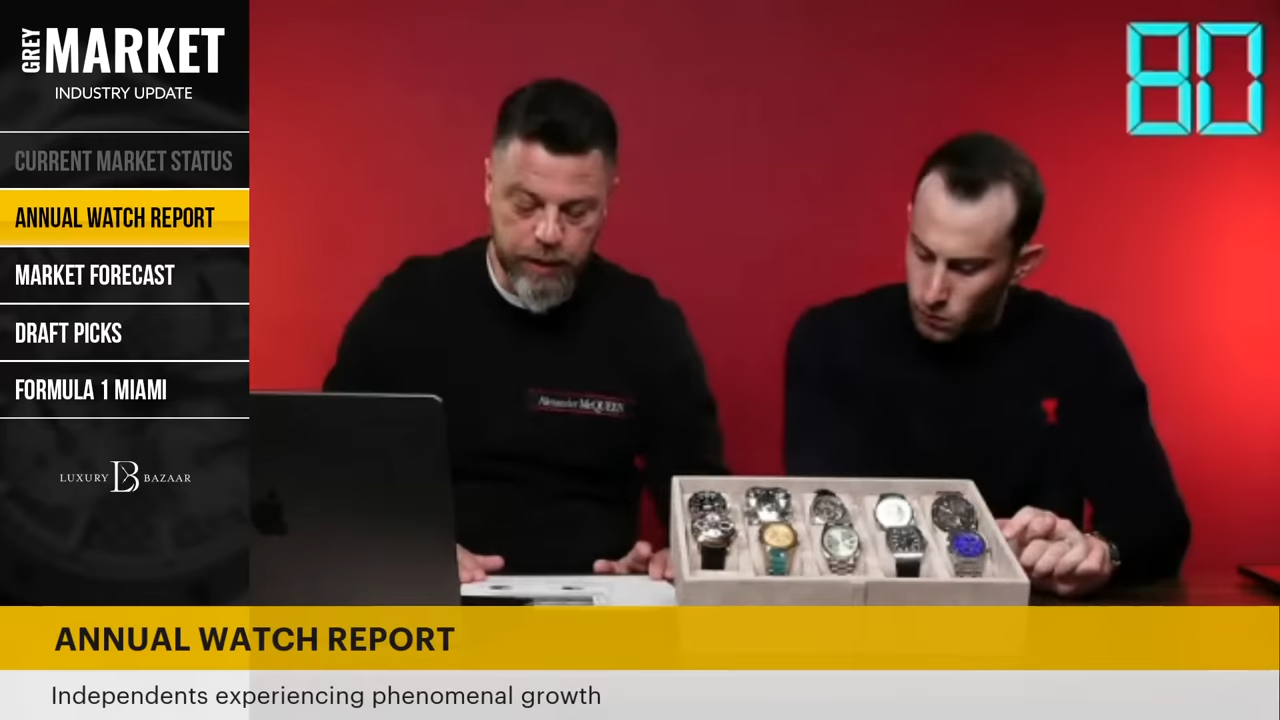 GREY
MARKET
INDUSTRY UPDATE
CURRENT MARKET STATUS
ANNUAL WATCH REPORT
MARKET FORECAST
DRAFT PICKS
FORMULA 1 MIAMI
LUXURY B BAZAAR
80
Alexander McQUEEN
ANNUAL WATCH REPORT
Independents experiencing phenomenal growth